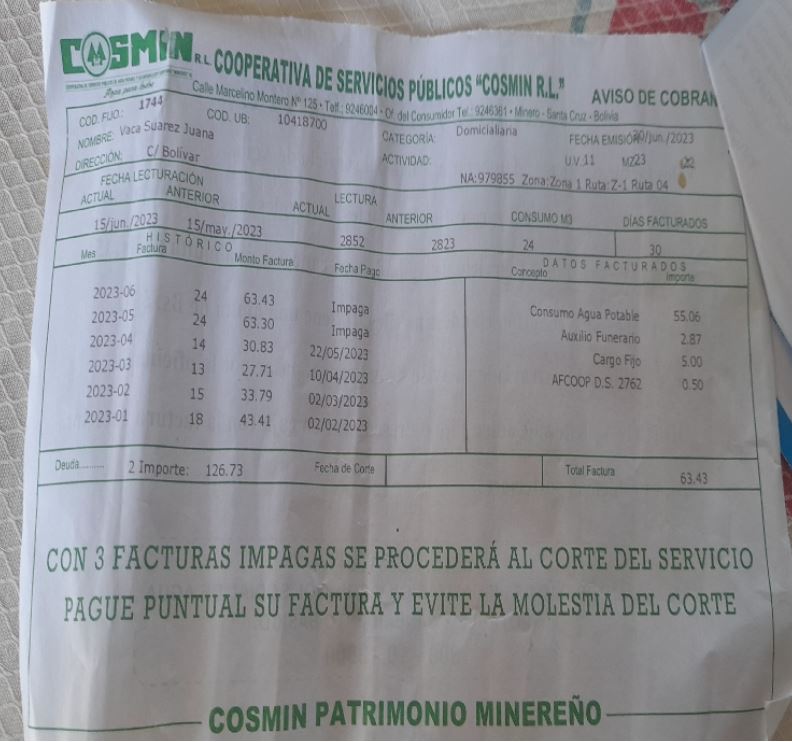 COSMIN R.L. COOPERATIVA DE SERVICIOS PÚBLICOS "COSMIN R.L."
Agua para todos
Calle Marcelino Montero Nº 125 • Telf.: 9246004 • Of. del Consumidor Tel.: 9246361 • Minero - Santa Cruz - Bolivia
AVISO DE COBRAN
COD. FIJO: 1744 COD. UB: 10418700
NOMBRE: Vaca Suarez Juana
CATEGORÍA: Domicialiaria FECHA EMISIÓN /jun./2023
DIRECCIÓN: C/ Bolívar
ACTIVIDAD: U.V.11 MZ23
NA:979855 Zona:Zona 1 Ruta:Z-1 Ruta 04
FECHA LECTURACIÓN LECTURA
ACTUAL ANTERIOR ACTUAL ANTERIOR CONSUMO M3 DÍAS FACTURADOS
15/jun./2023 15/may./2023 2852 2823 24 30
HISTÓRICO DATOS FACTURADOS
Mes Factura Monto Factura Fecha Pago Concepto Importe
2023-06 24 63.43 Impaga Consumo Agua Potable 55.06
2023-05 24 63.30 Impaga Auxilio Funerario 2.87
2023-04 14 30.83 22/05/2023 Cargo Fijo 5.00
2023-03 13 27.71 10/04/2023 AFCOOP D.S. 2762 0.50
2023-02 15 33.79 02/03/2023
2023-01 18 43.41 02/02/2023
Deuda.......... 2 Importe: 126.73 Fecha de Corte Total Factura 63.43
CON 3 FACTURAS IMPAGAS SE PROCEDERÁ AL CORTE DEL SERVICIO
PAGUE PUNTUAL SU FACTURA Y EVITE LA MOLESTIA DEL CORTE
COSMIN PATRIMONIO MINEREÑO